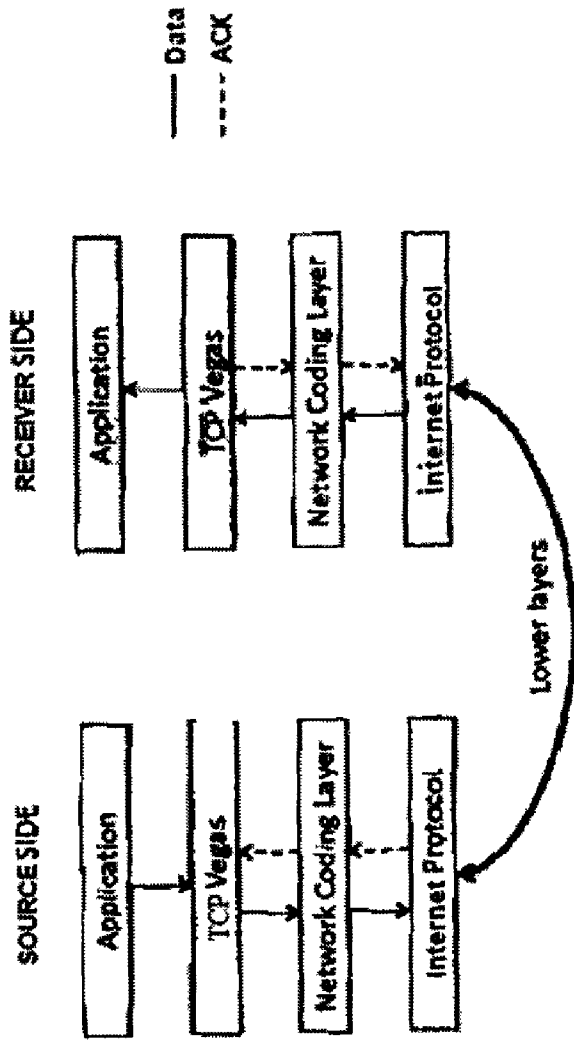 SOURCE SIDE
Application
TCP Vegas
Network Coding Layer
Internet Protocol
RECEIVER SIDE
Application
TCP Vegas
Network Coding Layer
Internet Protocol
Lower layers
Data
ACK